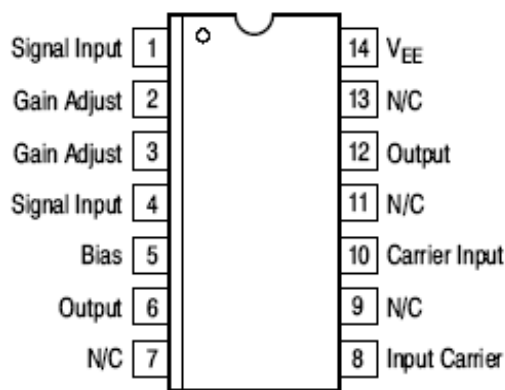 Signal Input 1
Gain Adjust 2
Gain Adjust 3
Signal Input 4
Bias 5
Output 6
N/C 7
14 VEE
13 N/C
12 Output
11 N/C
10 Carrier Input
9 N/C
8 Input Carrier